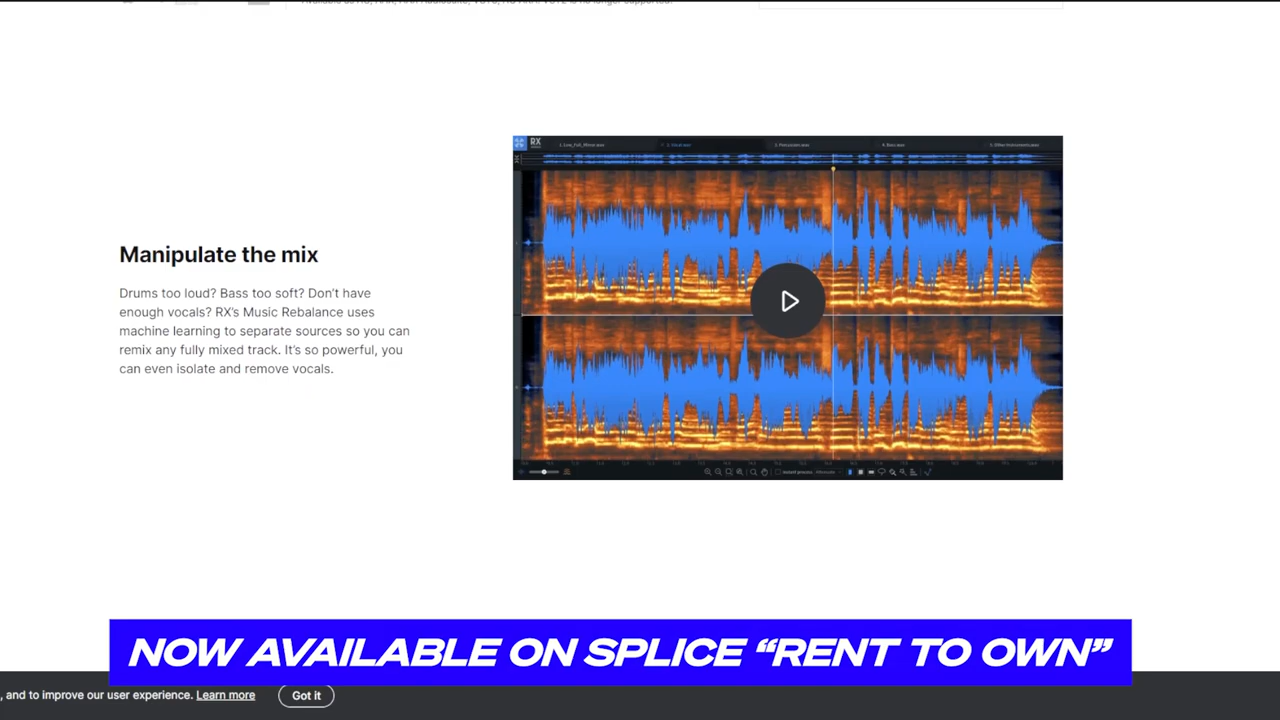 RX
Manipulate the mix
Drums too loud? Bass too soft? Don't have
enough vocals? RX's Music Rebalance uses
machine learning to separate sources so you can
remix any fully mixed track. It's so powerful, you
can even isolate and remove vocals.
NOW AVAILABLE ON SPLICE “RENT TO OWN”
, and to improve our user experience. Learn more
Got it